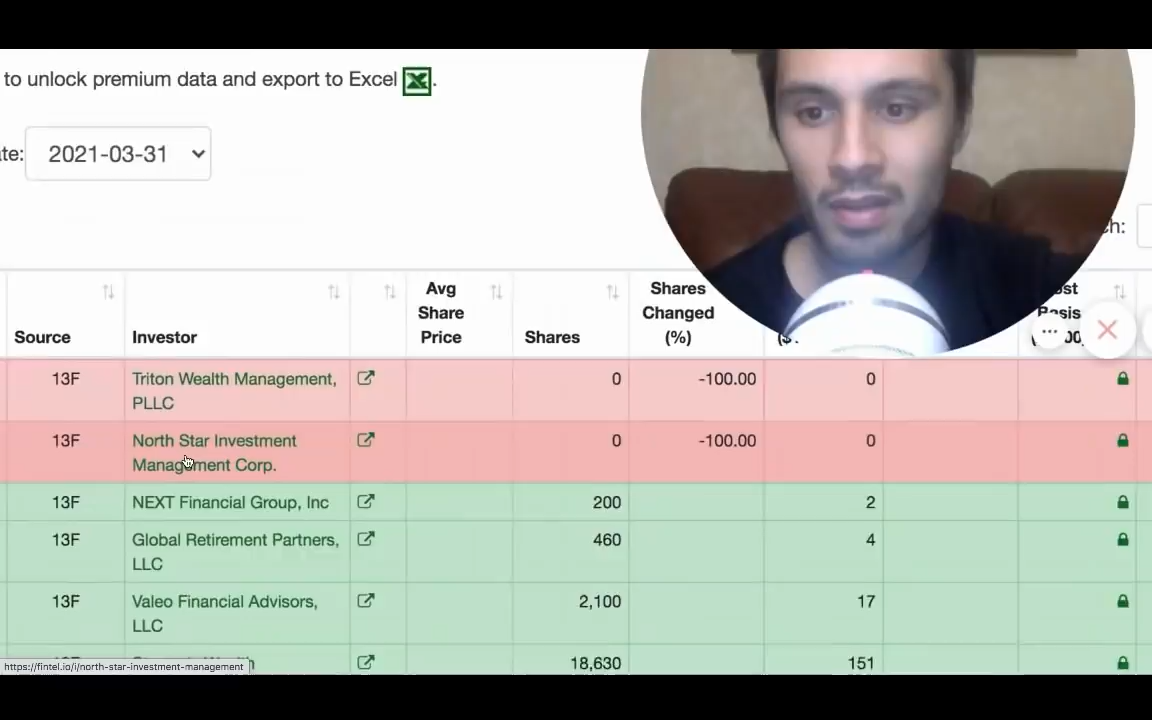 to unlock premium data and export to Excel
2021-03-31
Source
Investor
Avg
Share
Price
Shares
Shares
Changed
(%)
Basis
13F
Triton Wealth Management,
PLLC
0
-100.00
0
13F
North Star Investment
Management Corp.
0
-100.00
0
13F
NEXT Financial Group, Inc
200
2
13F
Global Retirement Partners,
LLC
460
4
13F
Valeo Financial Advisors,
LLC
2,100
17
18,630
151
https://fintel.io/i/north-star-investment-management